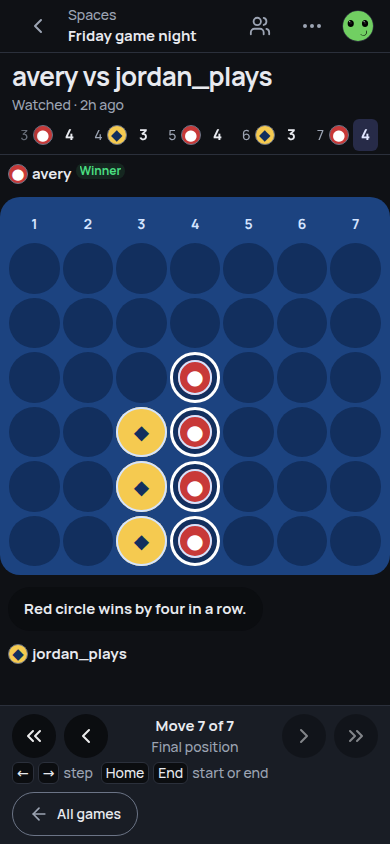 Spaces
Friday game night
avery vs jordan_plays
Watched · 2h ago
3 4 4 3 5 4 6 3 7 4
avery Winner
1 2 3 4 5 6 7
Red circle wins by four in a row.
jordan_plays
Move 7 of 7
Final position
← → step Home End start or end
← All games